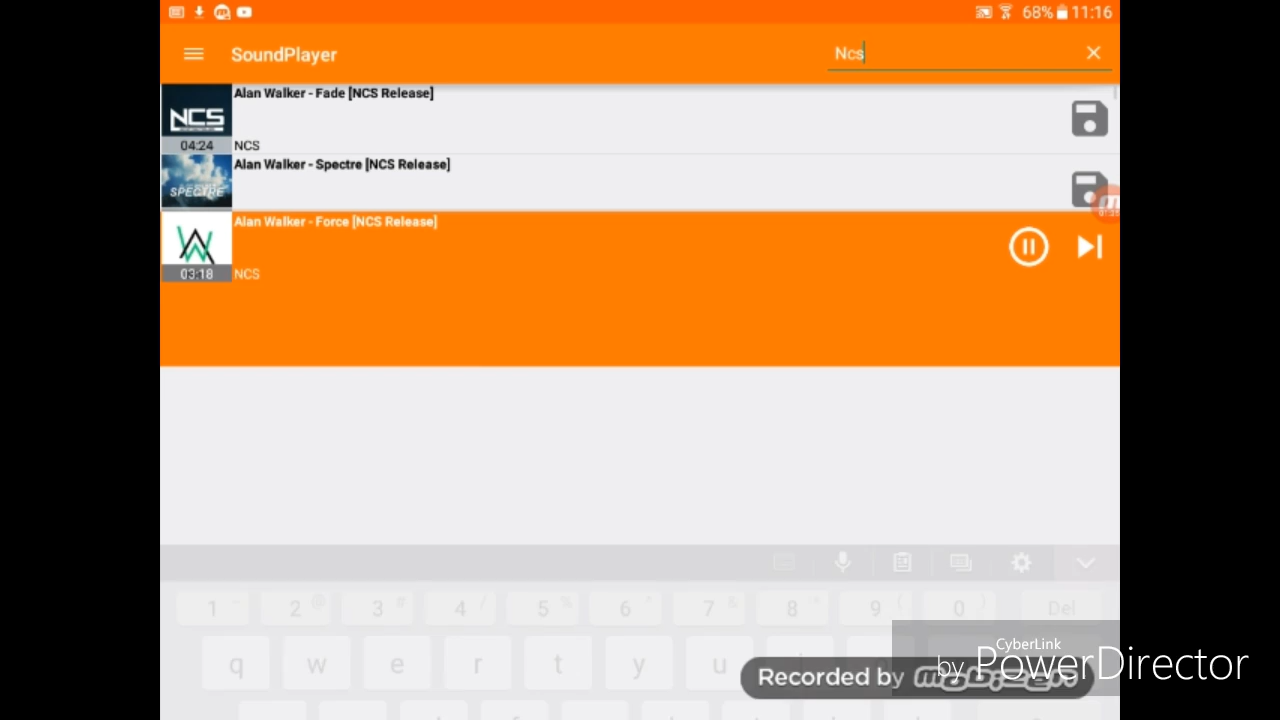 68% 11:16
SoundPlayer
Ncs
Alan Walker - Fade [NCS Release]
NCS
04:24
NCS
Alan Walker - Spectre [NCS Release]
SPECTRE
Alan Walker - Force [NCS Release]
03:18
NCS
1 2 3 4 5 6 7 8 9 0 Del
q w e r t y u
CyberLink
by PowerDirector
Recorded by mobizen